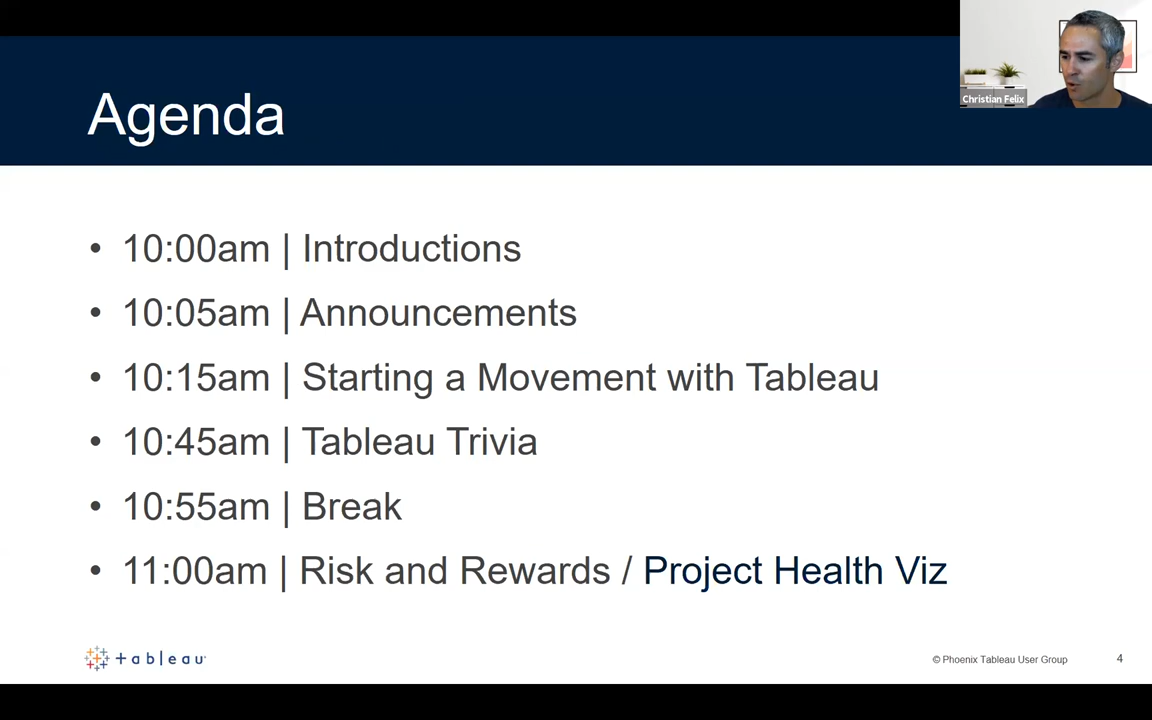 Christian Felix
Agenda
• 10:00am | Introductions
• 10:05am | Announcements
• 10:15am | Starting a Movement with Tableau
• 10:45am | Tableau Trivia
• 10:55am | Break
• 11:00am | Risk and Rewards / Project Health Viz
tableau
© Phoenix Tableau User Group
4